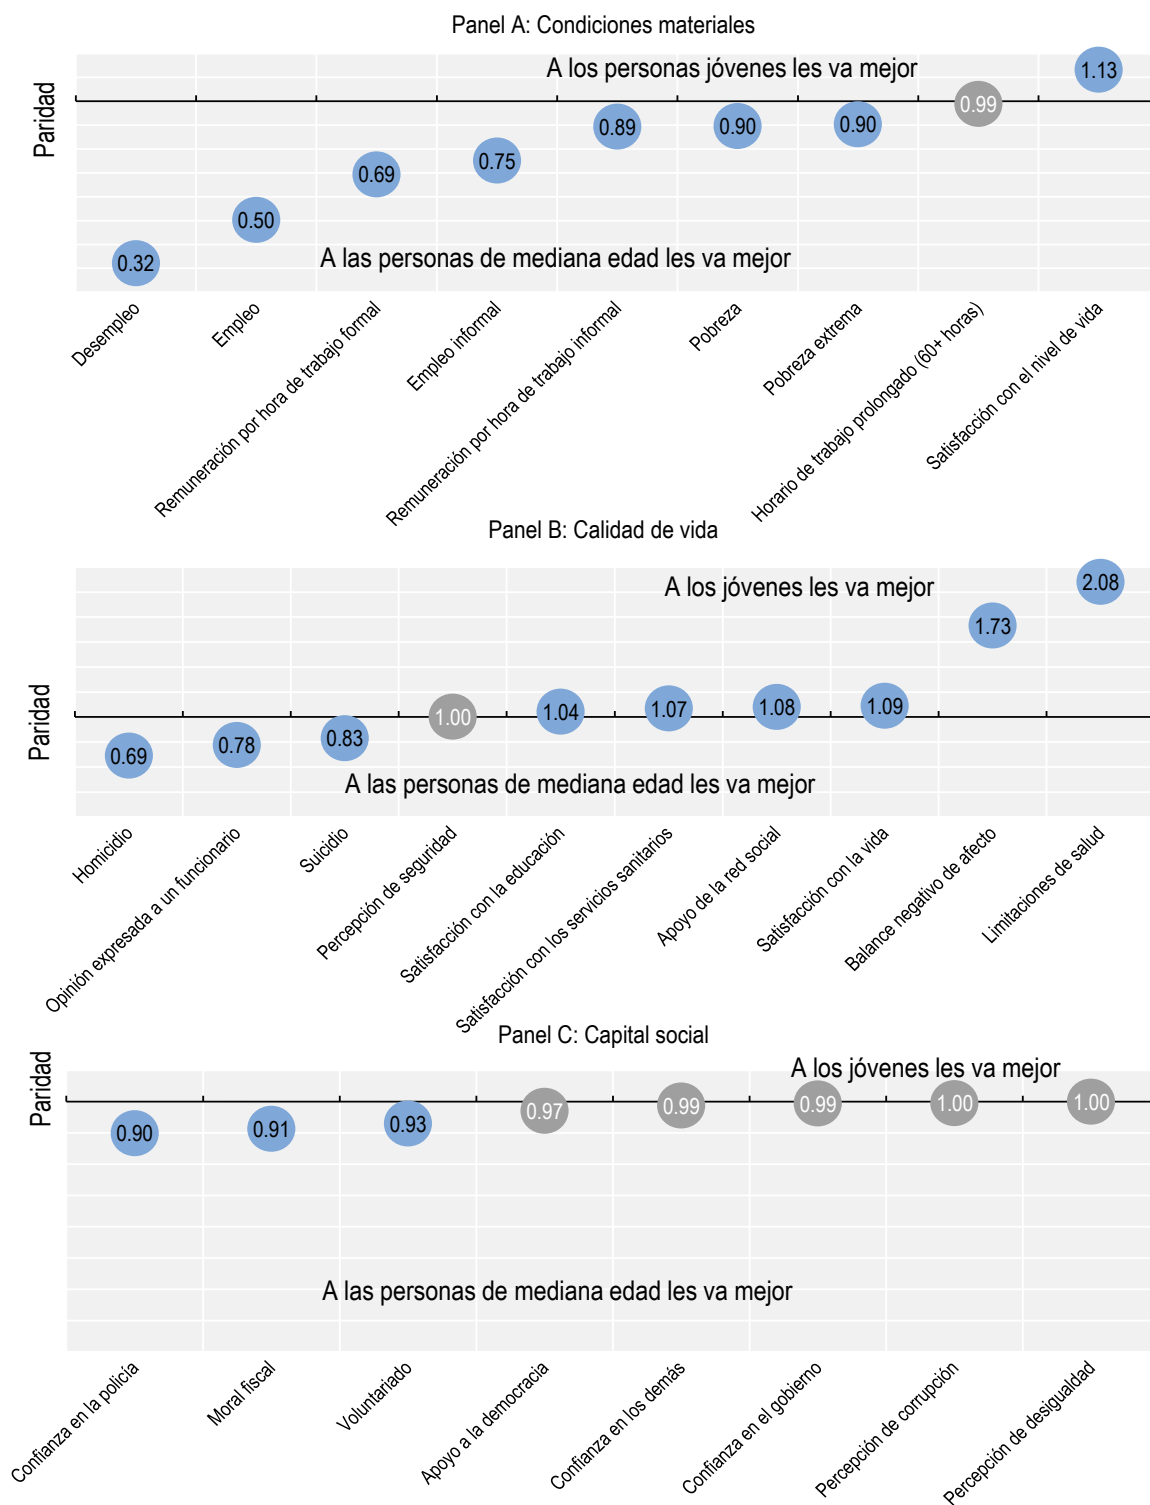 Panel A: Condiciones materiales
A los personas jóvenes les va mejor
Paridad
1.13
0.99
0.90
0.90
0.89
0.75
0.69
0.50
0.32
A las personas de mediana edad les va mejor
Desempleo
Empleo
Remuneración por hora de trabajo formal
Empleo informal
Remuneración por hora de trabajo informal
Pobreza
Pobreza extrema
Horario de trabajo prolongado (60+ horas)
Satisfacción con el nivel de vida
Panel B: Calidad de vida
A los jóvenes les va mejor
Paridad
0.69
0.78
0.83
1.00
1.04
1.07
1.08
1.09
1.73
2.08
A las personas de mediana edad les va mejor
Homicidio
Opinión expresada a un funcionario
Suicidio
Percepción de seguridad
Satisfacción con la educación
Satisfacción con los servicios sanitarios
Apoyo de la red social
Satisfacción con la vida
Balance negativo de afecto
Limitaciones de salud
Panel C: Capital social
A los jóvenes les va mejor
Paridad
0.90
0.91
0.93
0.97
0.99
0.99
1.00
1.00
A las personas de mediana edad les va mejor
Confianza en la policía
Moral fiscal
Voluntariado
Apoyo a la democracia
Confianza en los demás
Confianza en el gobierno
Percepción de corrupción
Percepción de desigualdad